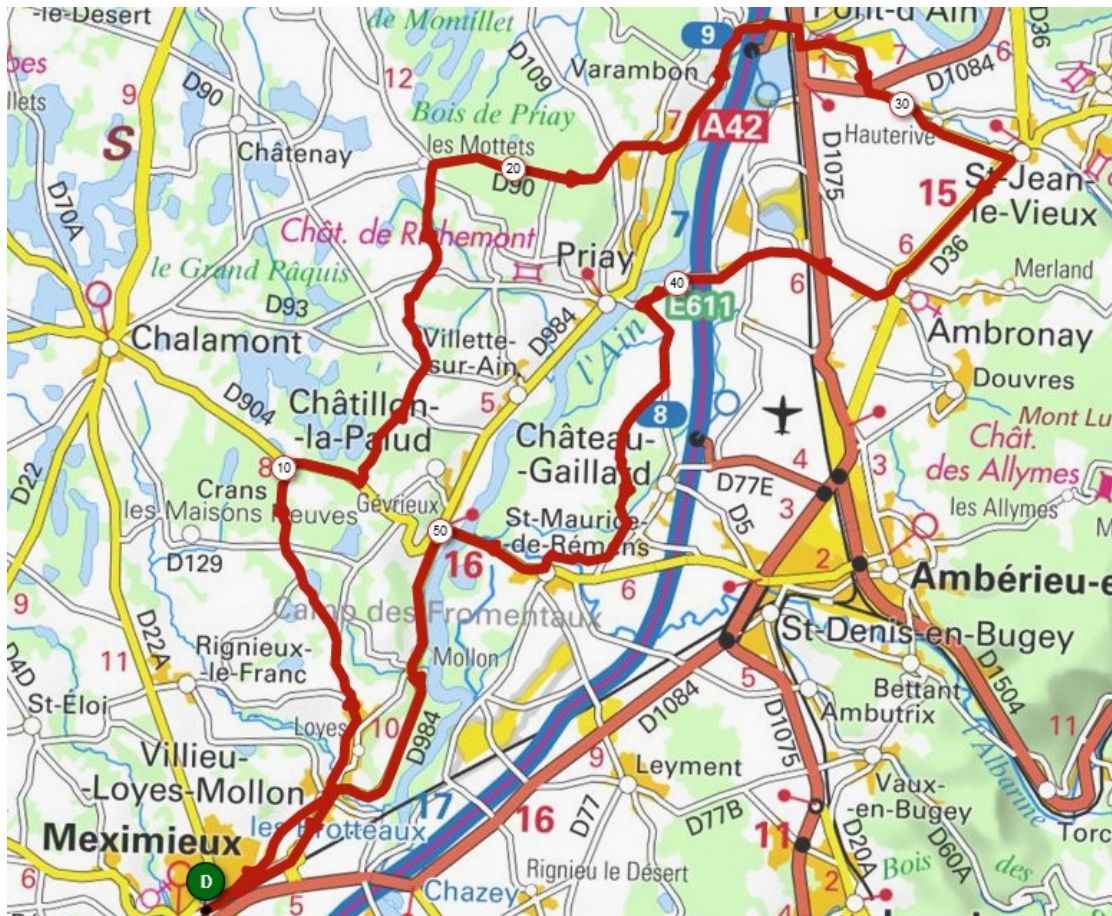 -le-Dessert
de Montillet
Pont-d'Ain
9
D36
D109
12
Varambon
7
6
1
D1084
D90
9
Bois de Priay
7
A42
30
Hauterive
S
Châtenay
les Mottets
20
D90
D1075
St-Jean-
-le-Vieux
15
D70A
Chât. de Richemont
7
le Grand Pâquis
Priay
6
D36
Merland
40
6
D93
E611
Chalamont
Villette-
-sur-Ain
D984
l'Ain
Ambronay
Douvres
D904
5
8
Mont Lu
Châtillon-
-la-Palud
Château-
-Gaillard
Chât.
des Allymes
D22
8
10
4
3
Crans
D77E
3
les Allymes
les Maisons Neuves
Gévrieux
D5
50
St-Maurice-
-de-Rémens
D129
16
2
9
6
Ambérieu-e
Camp des Fromentaux
D22A
St-Denis-en-Bugey
Rignieux-
-le-Franc
Mollon
D4D
11
5
D1504
St-Éloi
D1084
Bettant
Loyes
10
D984
Ambutrix
11
D1075
l'Albarine
Villieu-
-Loyes-Mollon
9
Leyment
Vaux-
-en-Bugey
17
16
D77
D77B
les Brotteaux
Torc
Meximieux
11
D20A
D60A
Rignieu le Désert
Bois
des
6
D
5
Chazey
2
4